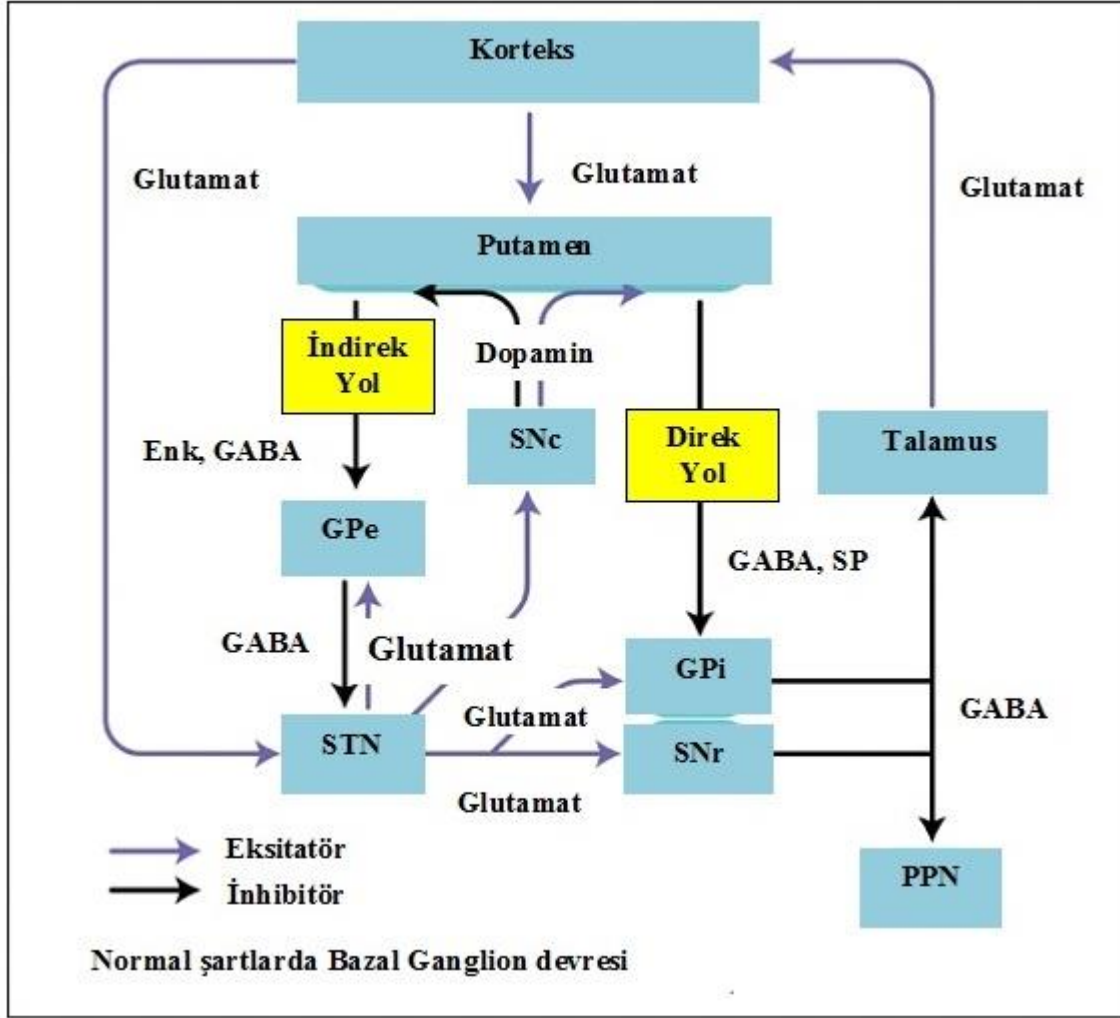 Korteks
Glutamat
Glutamat
Glutamat
Putamen
İndirek
Yol
Dopamin
SNc
Direk
Yol
Talamus
Enk, GABA
GPe
GABA, SP
GABA
Glutamat
GPi
Glutamat
GABA
STN
SNr
Glutamat
Eksitatör
İnhibitör
PPN
Normal şartlarda Bazal Ganglion devresi